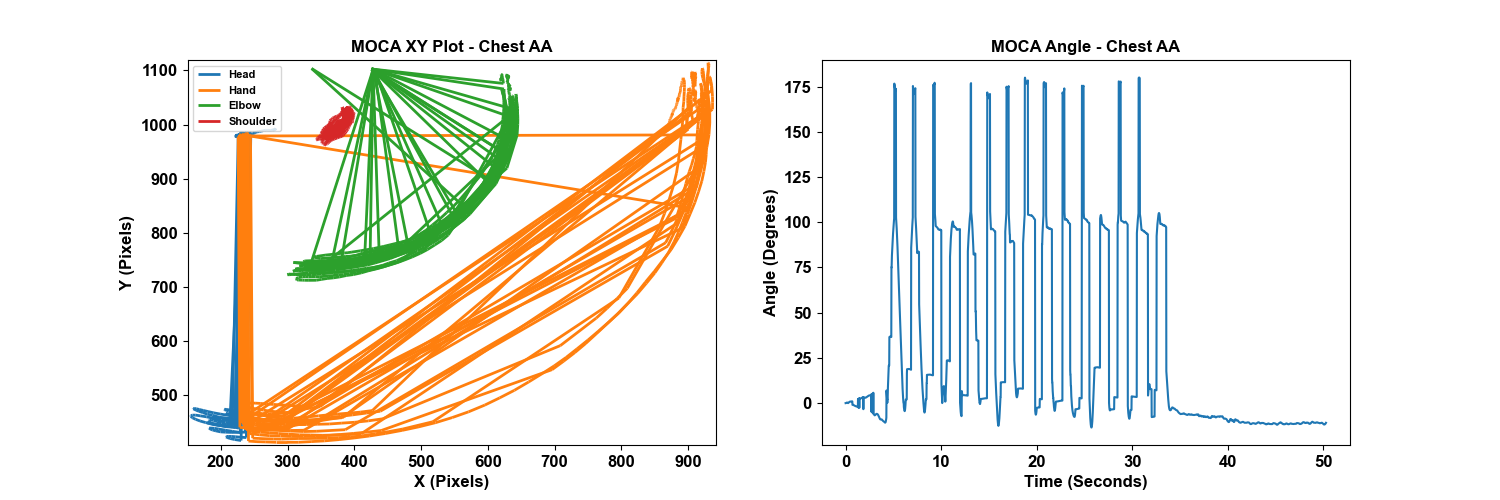 MOCA XY Plot - Chest AA
Head
Hand
Elbow
Shoulder
1100
1000
900
800
700
600
500
Y (Pixels)
200 300 400 500 600 700 800 900
X (Pixels)
MOCA Angle - Chest AA
175
150
125
100
75
50
25
0
Angle (Degrees)
0 10 20 30 40 50
Time (Seconds)